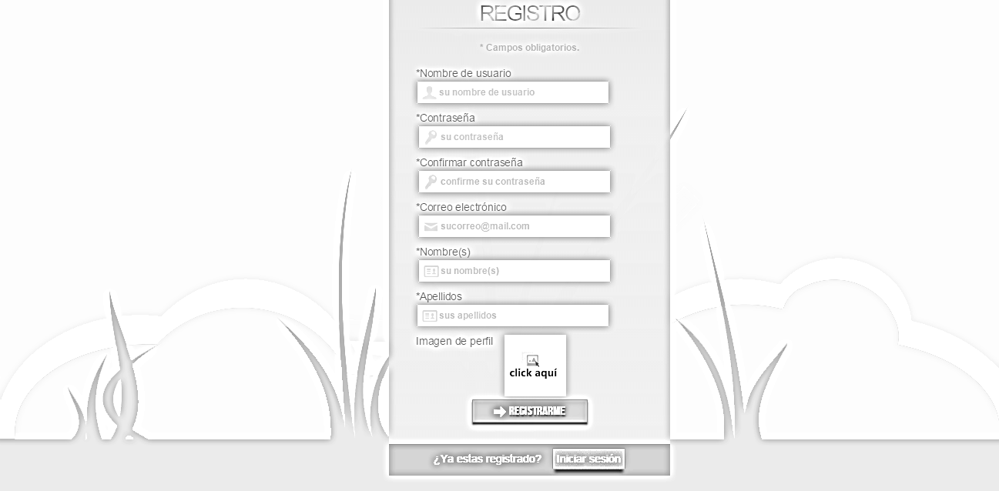 REGISTRO
* Campos obligatorios.
*Nombre de usuario
su nombre de usuario
*Contraseña
su contraseña
*Confirmar contraseña
confirme su contraseña
*Correo electrónico
sucorreo@mail.com
*Nombre(s)
su nombre(s)
*Apellidos
sus apellidos
Imagen de perfil
click aquí
REGISTRARME
¿Ya estas registrado? Iniciar sesión